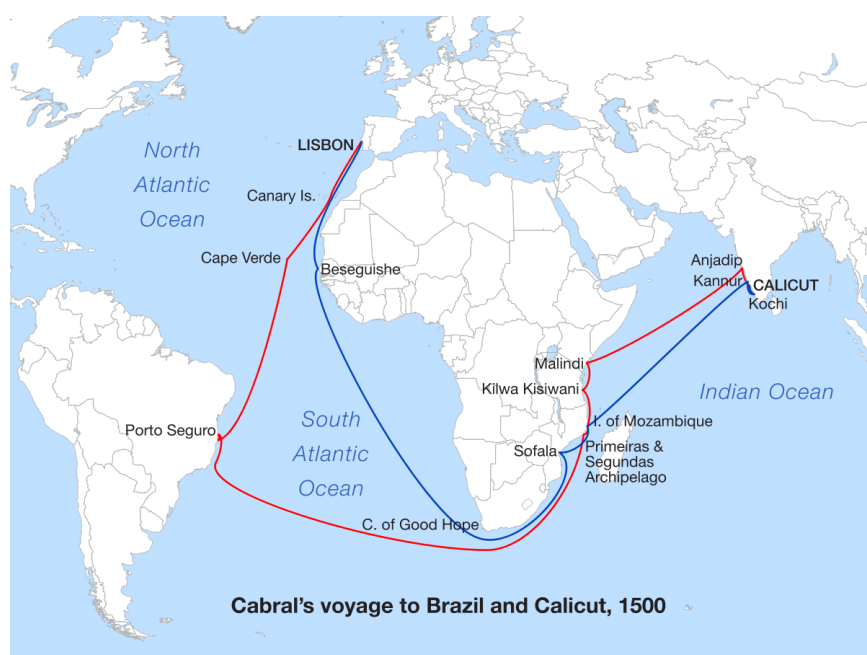 North
Atlantic
Ocean
LISBON
Canary Is.
Cape Verde
Beseguishe
Anjadip
Kannur
CALICUT
Kochi
Malindi
Kilwa Kisiwani
Indian Ocean
I. of Mozambique
Porto Seguro
South
Atlantic
Ocean
Sofala
Primeiras &
Segundas
Archipelago
C. of Good Hope
Cabral's voyage to Brazil and Calicut, 1500